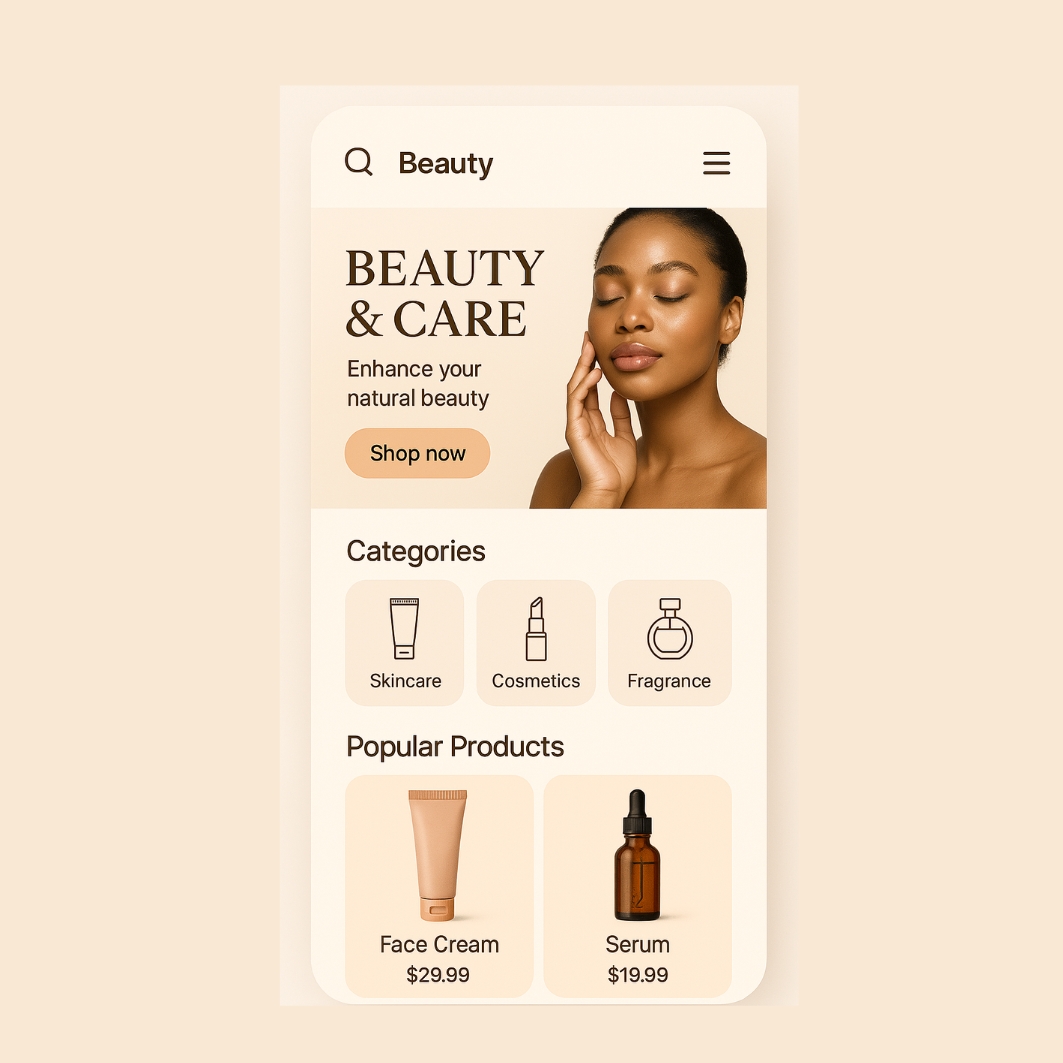 Beauty
BEAUTY
& CARE
Enhance your
natural beauty
Shop now
Categories
Skincare
Cosmetics
Fragrance
Popular Products
Face Cream
$29.99
Serum
$19.99